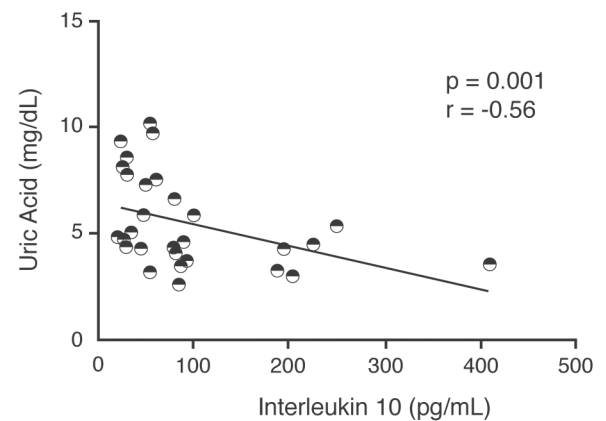 15
p = 0.001
r = -0.56
10
Uric Acid (mg/dL)
5
0
0 100 200 300 400 500
Interleukin 10 (pg/mL)